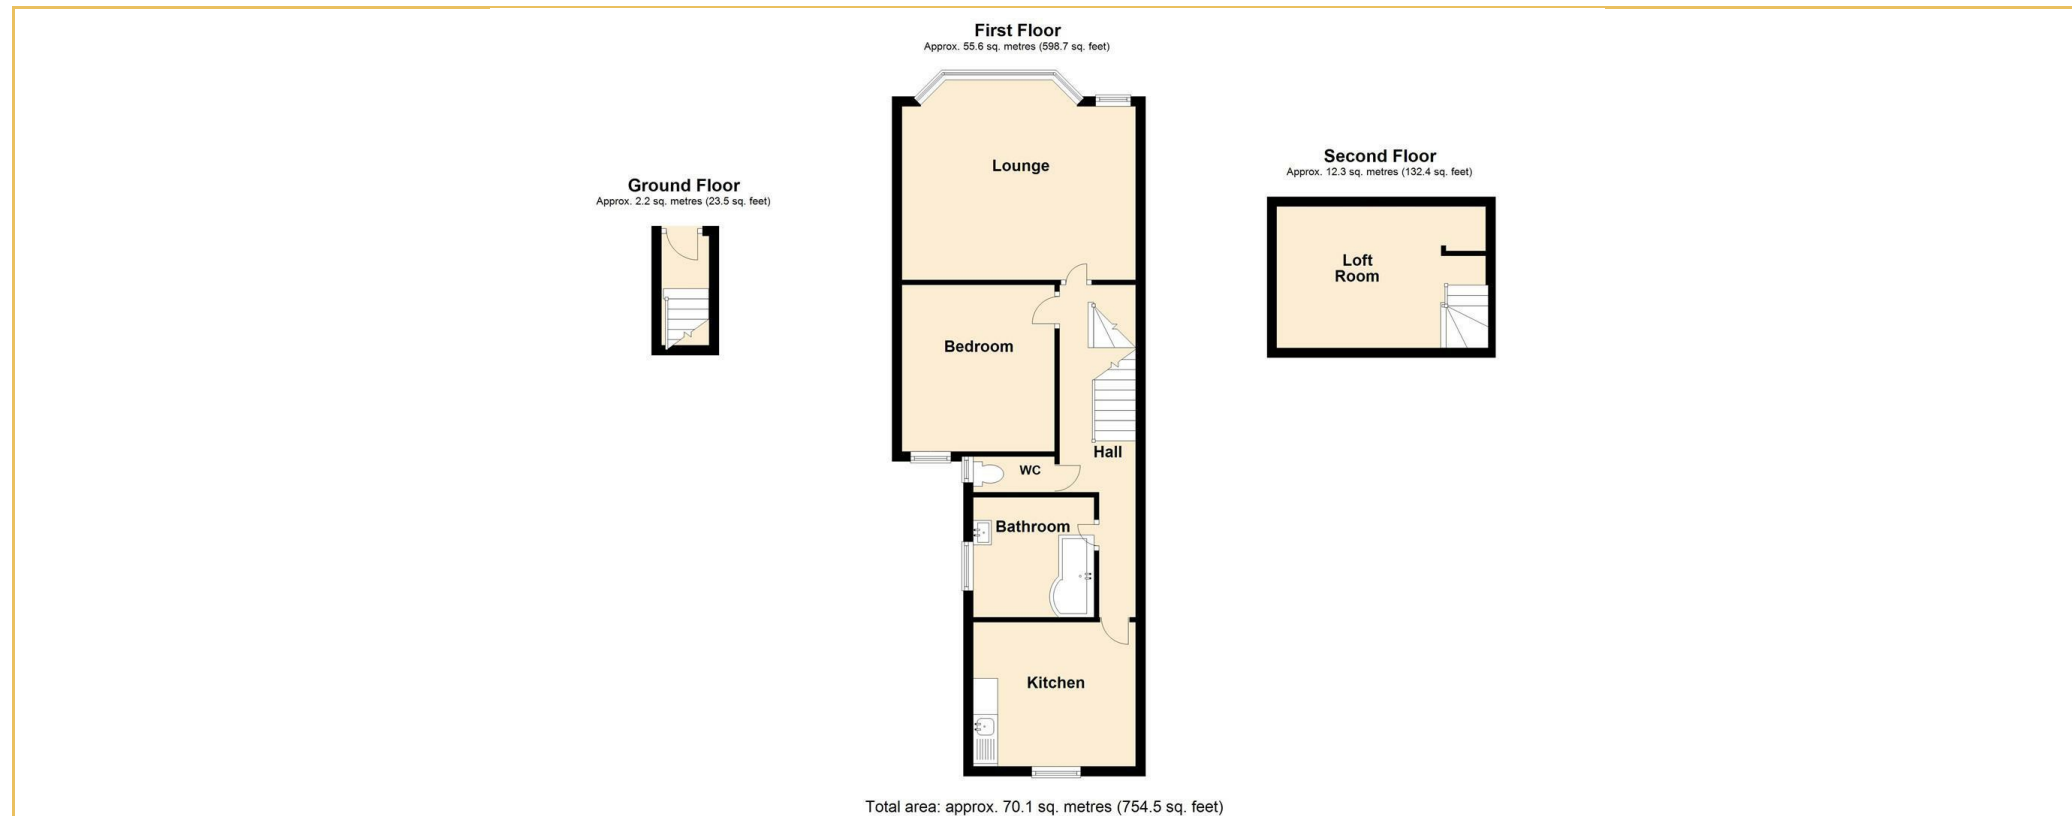 First Floor
Approx. 55.6 sq. metres (598.7 sq. feet)
Lounge
Bedroom
Hall
WC
Bathroom
Kitchen
Ground Floor
Approx. 2.2 sq. metres (23.5 sq. feet)
Second Floor
Approx. 12.3 sq. metres (132.4 sq. feet)
Loft
Room
Total area: approx. 70.1 sq. metres (754.5 sq. feet)